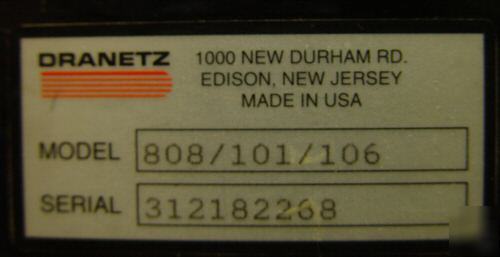 DRANETZ
1000 NEW DURHAM RD.
EDISON, NEW JERSEY
MADE IN USA
MODEL 808/101/106
SERIAL 312182268